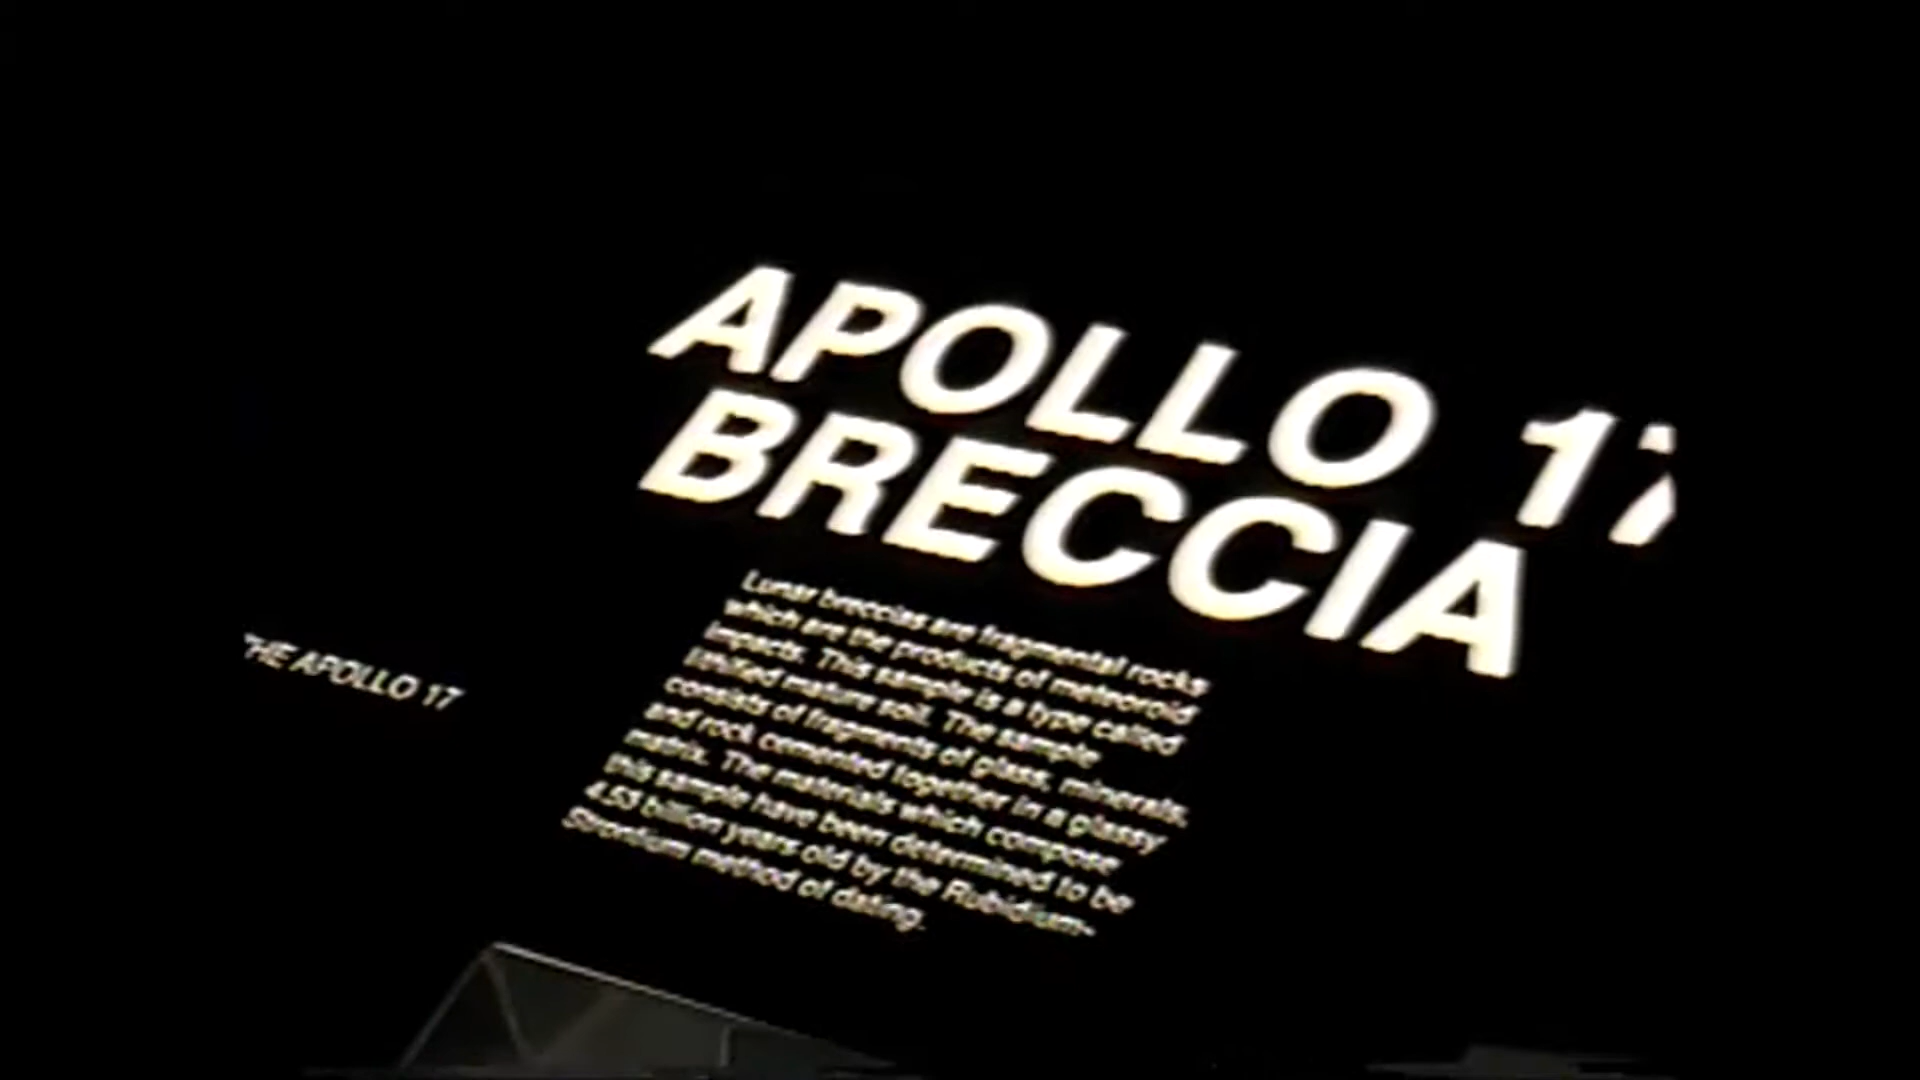 APOLLO 17
BRECCIA
Lunar breccias are fragmental rocks
which are the products of meteoroid
impacts. This sample is a type called
lithified mature soil. The sample
consists of fragments of glass, minerals,
and rock cemented together in a glassy
matrix. The materials which compose
this sample have been determined to be
4.53 billion years old by the Rubidium-
Strontium method of dating.
THE APOLLO 17